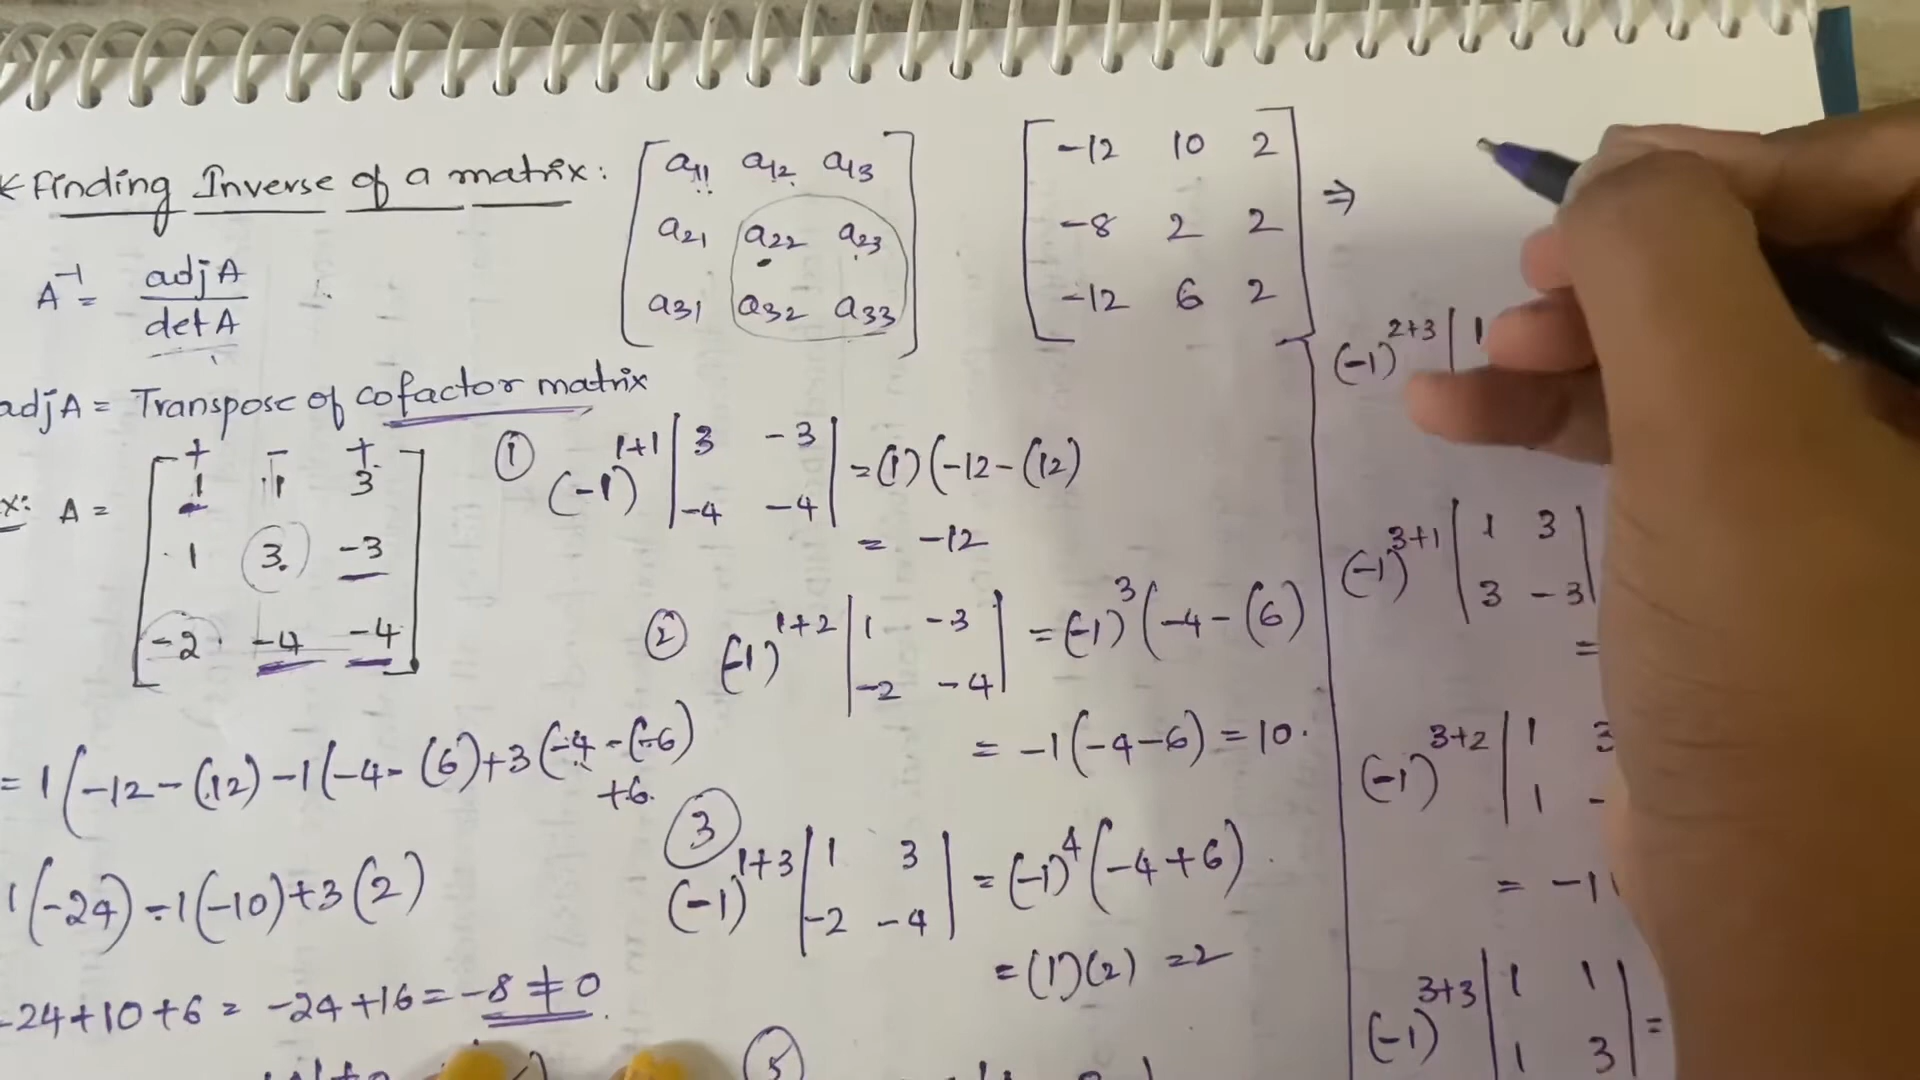 Finding Inverse of a matrix:
A⁻¹ = adj A / det A
adj A = Transpose of cofactor matrix
+ - +
x: A = [1 1 3
1 3 -3
-2 -4 -4]
= 1(-12-(12)-1(-4-(6)+3(-4-(-6)
+6.
1(-24)-1(-10)+3(2)
-24+10+6 = -24+16 = -8 ≠ 0
[a11 a12 a13
a21 a22 a23
a31 a32 a33]
[-12 10 2
-8 2 2
-12 6 2] ⇒
① (-1)^1+1 |3 -3
-4 -4| = (1)(-12-(12)
= -12
② (-1)^1+2 |1 -3
-2 -4| = (-1)^3(-4-(6)
= -1(-4-6) = 10.
③ (-1)^1+3 |1 3
-2 -4| = (-1)^4(-4+6).
= (1)(2) = 2
⑤
(-1)^2+3 |1
(-1)^3+1 |1 3
3 -3|
=
(-1)^3+2 |1 3
1 -
= -1(
(-1)^3+3 |1 1
1 3| =